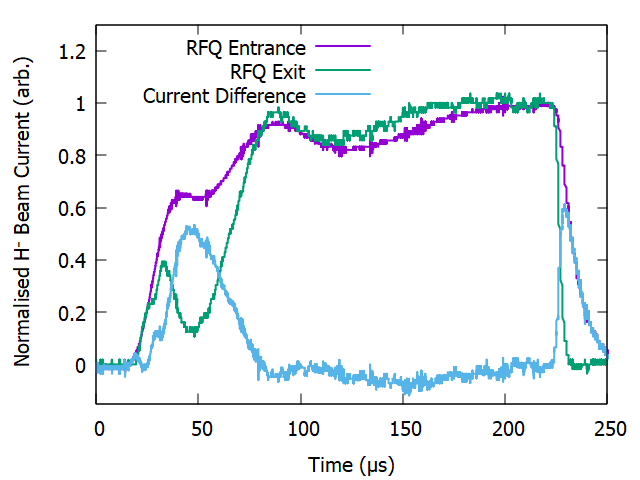 Normalised H- Beam Current (arb.)
1.2
1
0.8
0.6
0.4
0.2
0
RFQ Entrance
RFQ Exit
Current Difference
0 50 100 150 200 250
Time (µs)